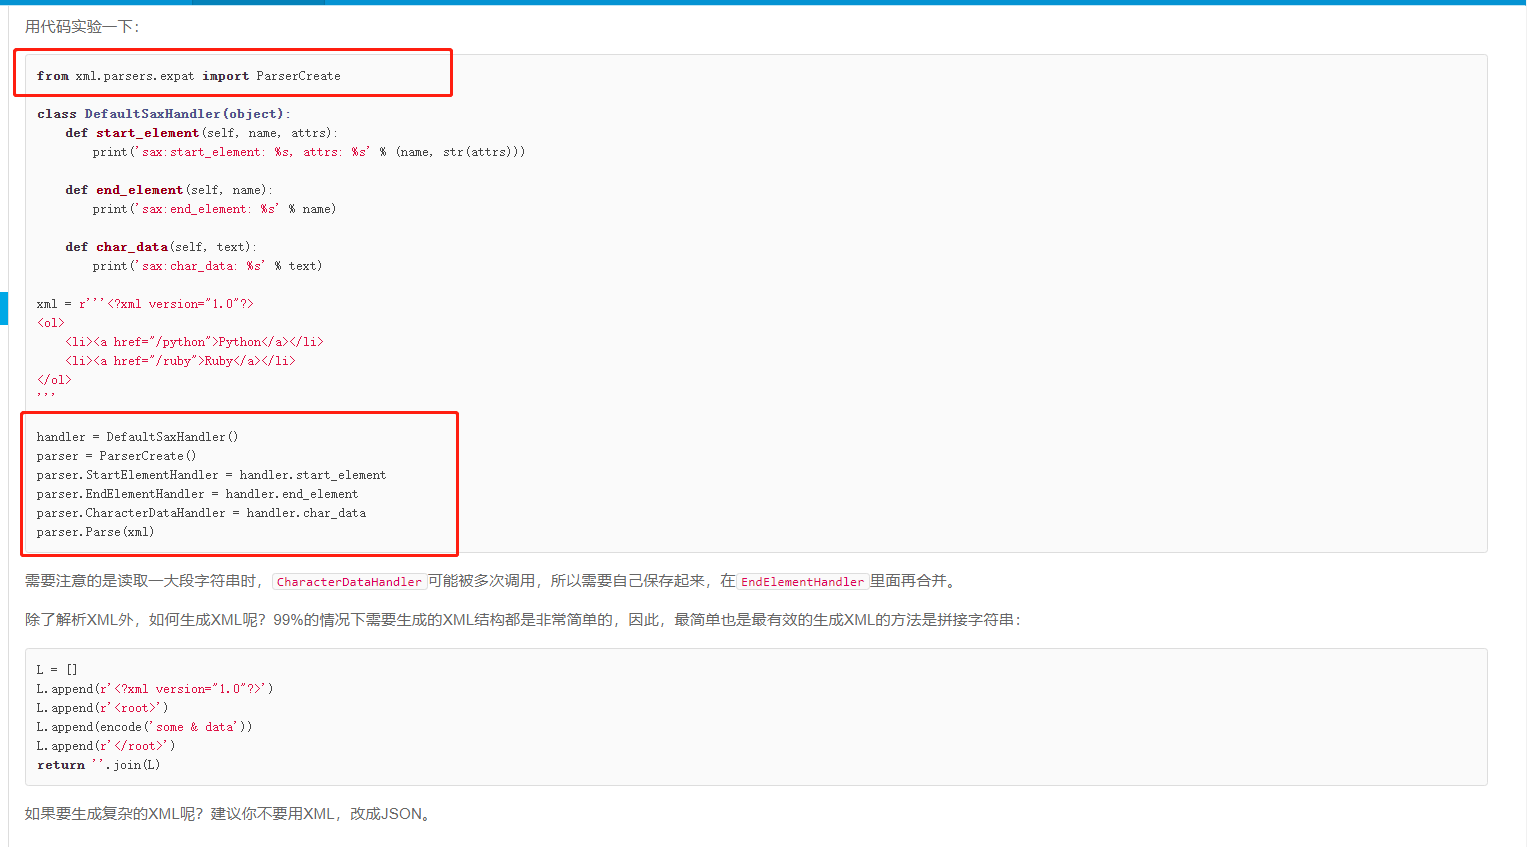 用代码实验一下：
from xml.parsers.expat import ParserCreate
class DefaultSaxHandler(object):
    def start_element(self, name, attrs):
        print('sax:start_element: %s, attrs: %s' % (name, str(attrs)))
    def end_element(self, name):
        print('sax:end_element: %s' % name)
    def char_data(self, text):
        print('sax:char_data: %s' % text)
xml = r'''<?xml version="1.0"?>
<ol>
    <li><a href="/python">Python</a></li>
    <li><a href="/ruby">Ruby</a></li>
</ol>
'''
handler = DefaultSaxHandler()
parser = ParserCreate()
parser.StartElementHandler = handler.start_element
parser.EndElementHandler = handler.end_element
parser.CharacterDataHandler = handler.char_data
parser.Parse(xml)
需要注意的是读取一大段字符串时，CharacterDataHandler可能被多次调用，所以需要自己保存起来，在EndElementHandler里面再合并。
除了解析XML外，如何生成XML呢？99%的情况下需要生成的XML结构都是非常简单的，因此，最简单也是最有效的生成XML的方法是拼接字符串：
L = []
L.append(r'<?xml version="1.0"?>')
L.append(r'<root>')
L.append(encode('some & data'))
L.append(r'</root>')
return ''.join(L)
如果要生成复杂的XML呢？建议你不要用XML，改成JSON。